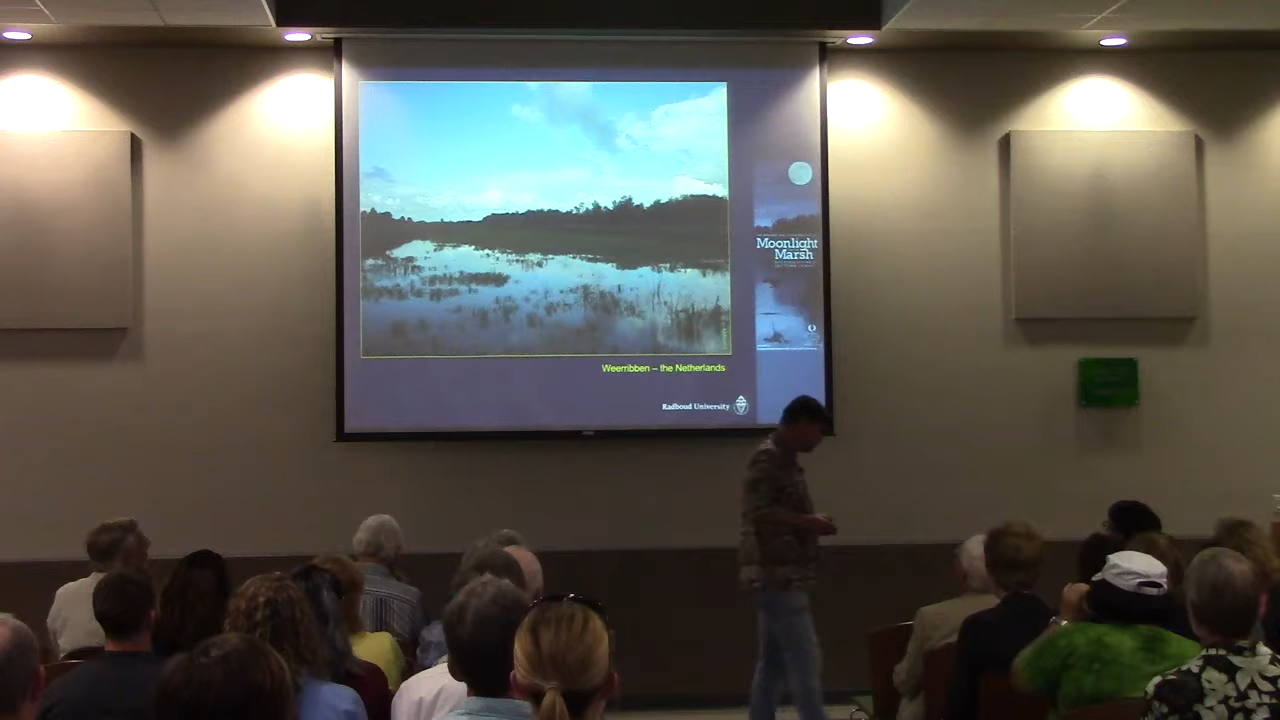 Moonlight
Marsh
Weerribben – the Netherlands
Radboud University